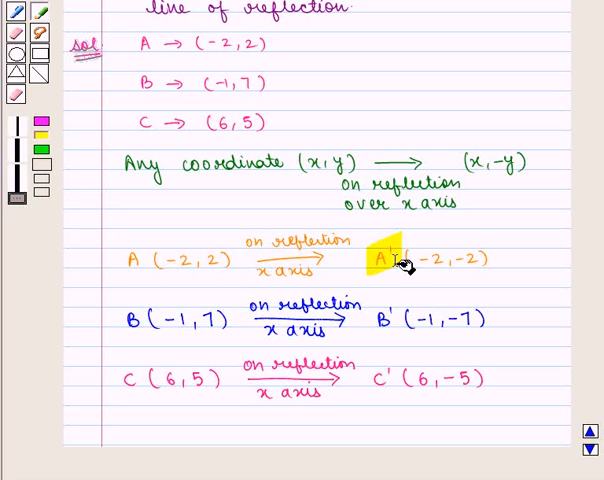 line of reflection.
sol A → (-2, 2)
B → (-1, 7)
C → (6, 5)
Any coordinate (x, y) ⟶ (x, -y)
on reflection
over x axis
A (-2, 2) on reflection x axis ⟶ A' (-2, -2)
B (-1, 7) on reflection x axis ⟶ B' (-1, -7)
C (6, 5) on reflection x axis ⟶ C' (6, -5)